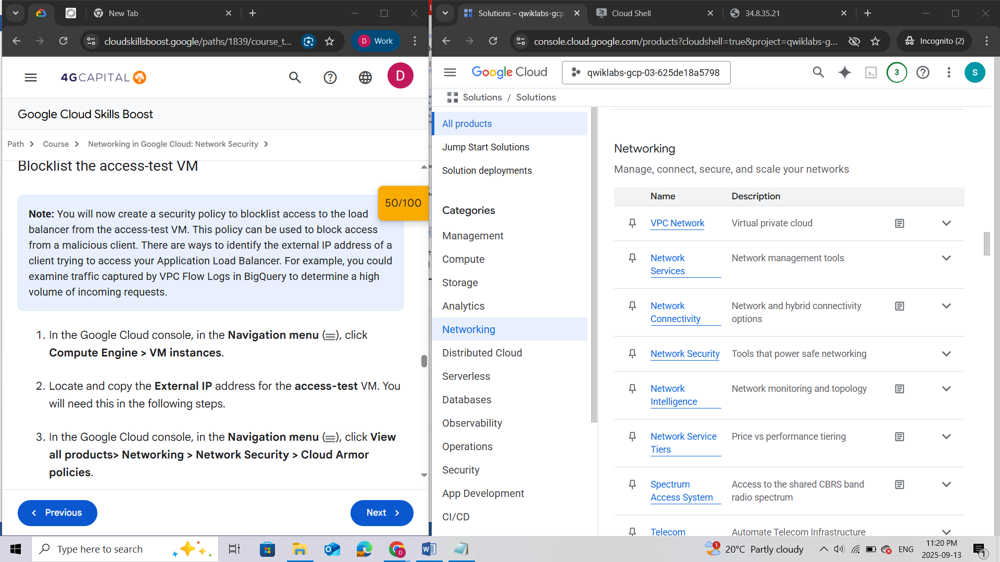 New Tab
cloudskillsboost.google/paths/1839/course_t...
D Work
4GCAPITAL
D
Google Cloud Skills Boost
Path > Course > Networking in Google Cloud: Network Security >
Blocklist the access-test VM
50/100
Note: You will now create a security policy to blocklist access to the load
balancer from the access-test VM. This policy can be used to block access
from a malicious client. There are ways to identify the external IP address of a
client trying to access your Application Load Balancer. For example, you could
examine traffic captured by VPC Flow Logs in BigQuery to determine a high
volume of incoming requests.
1. In the Google Cloud console, in the Navigation menu (), click
Compute Engine > VM instances.
2. Locate and copy the External IP address for the access-test VM. You
will need this in the following steps.
3. In the Google Cloud console, in the Navigation menu (), click View
all products> Networking > Network Security > Cloud Armor
policies.
Previous
Next
Solutions – qwiklabs-gcp-
Cloud Shell
34.8.35.21
console.cloud.google.com/products?cloudshell=true&project=qwiklabs-g...
Incognito (2)
Google Cloud
qwiklabs-gcp-03-625de18a5798
3
S
Solutions / Solutions
All products
Jump Start Solutions
Solution deployments
Categories
Management
Compute
Storage
Analytics
Networking
Distributed Cloud
Serverless
Databases
Observability
Operations
Security
App Development
CI/CD
Networking
Manage, connect, secure, and scale your networks
Name Description
VPC Network Virtual private cloud
Network Services Network management tools
Network Connectivity Network and hybrid connectivity options
Network Security Tools that power safe networking
Network Intelligence Network monitoring and topology
Network Service Tiers Price vs performance tiering
Spectrum Access System Access to the shared CBRS band radio spectrum
Telecom Automate Telecom Infrastructure
Type here to search
1
20°C Partly cloudy
ENG
11:20 PM
2025-09-13
1